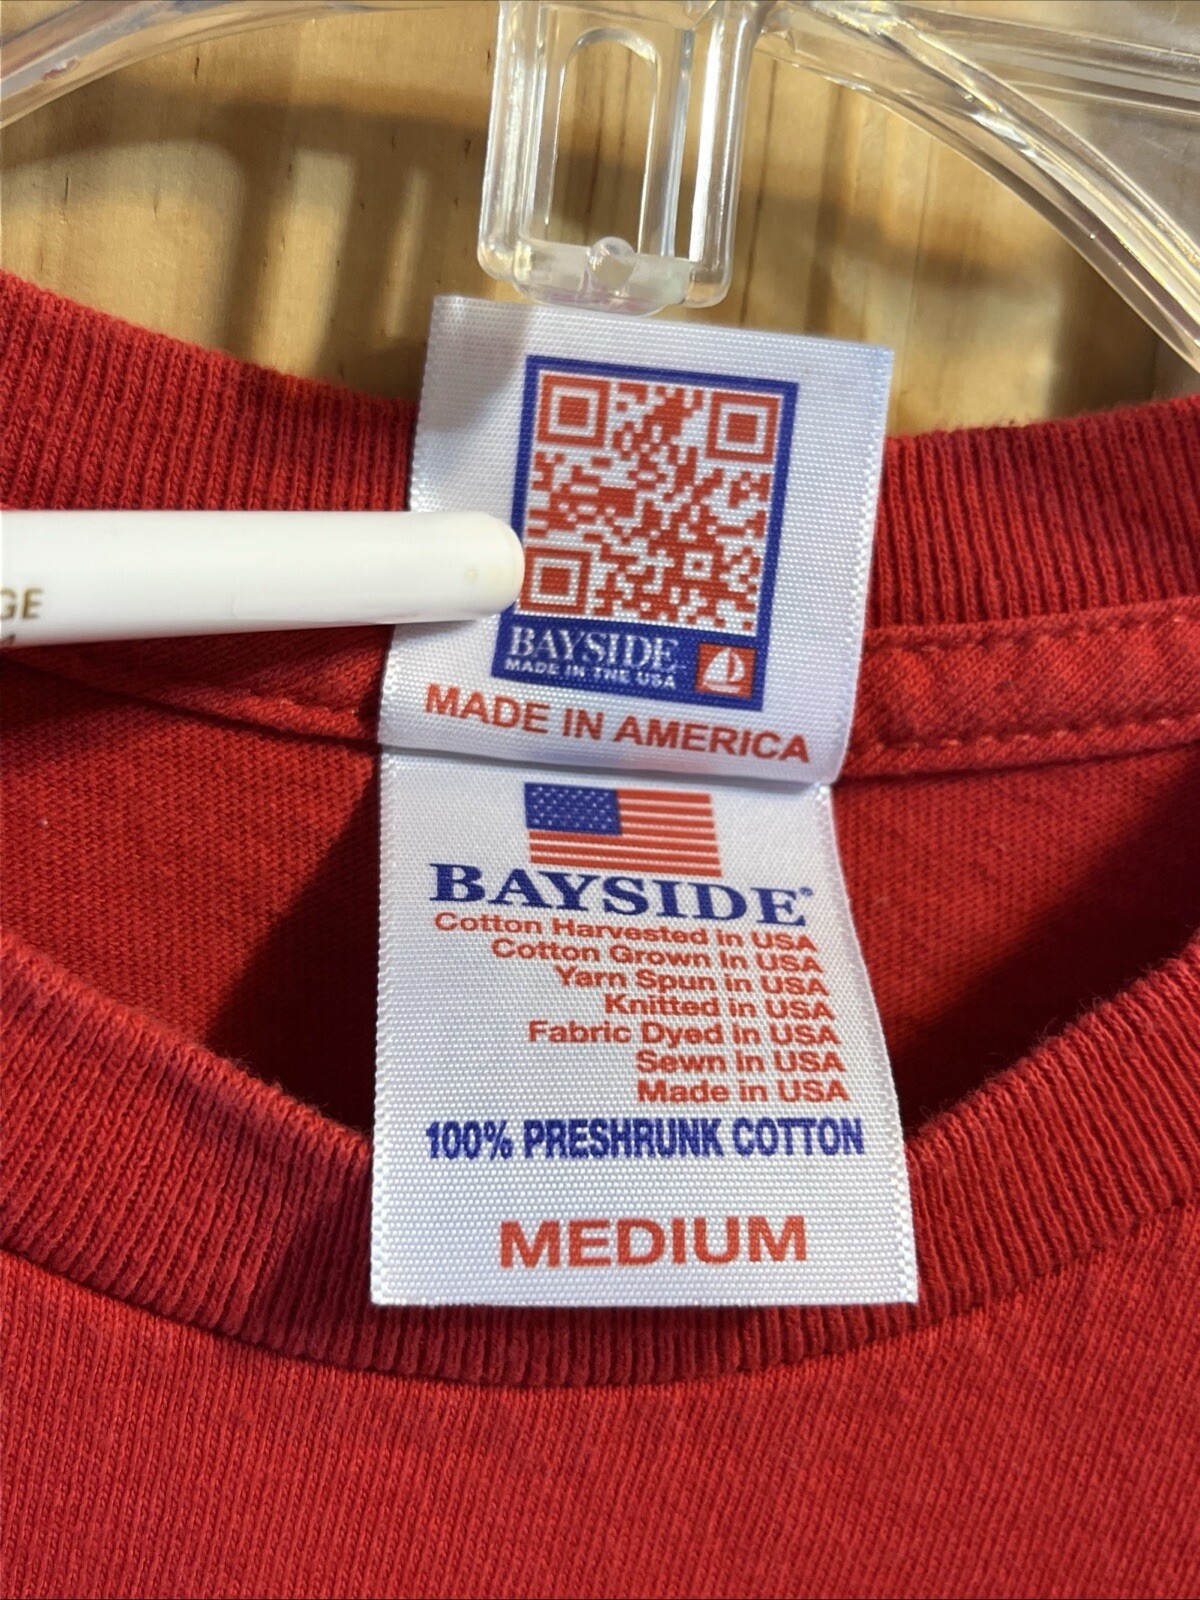 GE
BAYSIDE
MADE IN THE USA
MADE IN AMERICA
BAYSIDE®
Cotton Harvested in USA
Cotton Grown in USA
Yarn Spun in USA
Knitted in USA
Fabric Dyed in USA
Sewn in USA
Made in USA
100% PRESHRUNK COTTON
MEDIUM